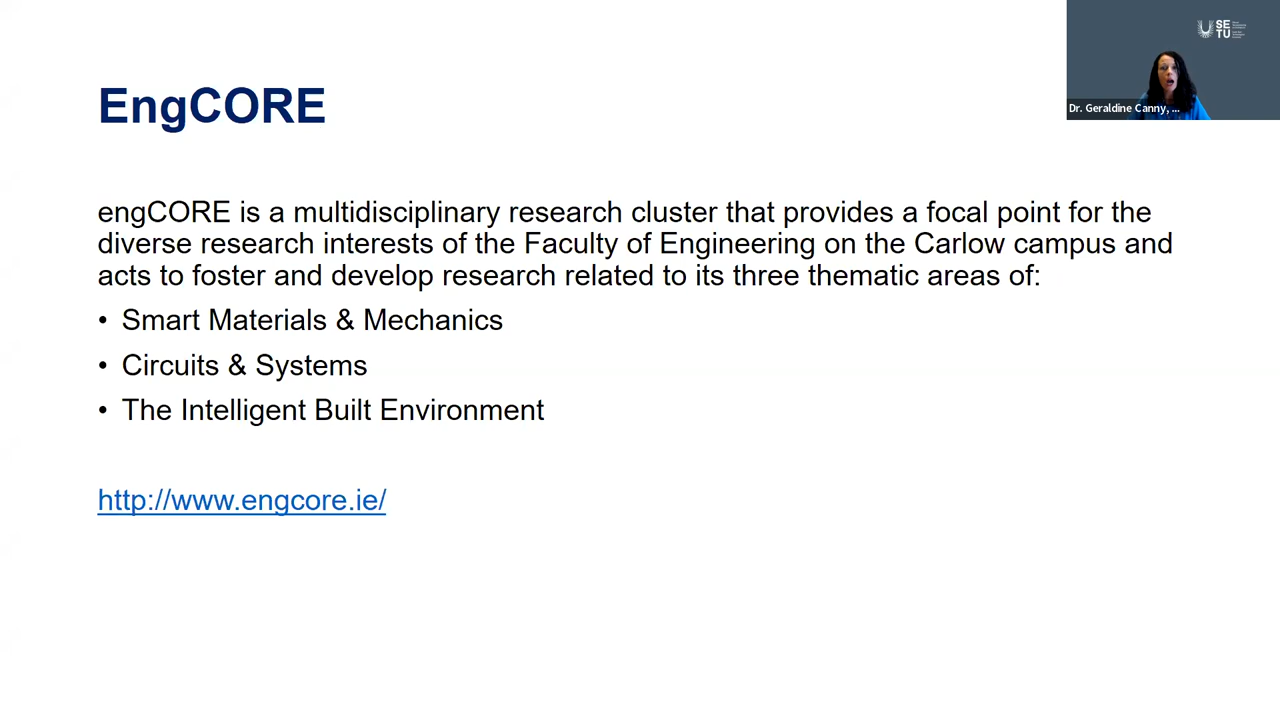 EngCORE
SE
TU
Dr. Geraldine Canny, ...
engCORE is a multidisciplinary research cluster that provides a focal point for the
diverse research interests of the Faculty of Engineering on the Carlow campus and
acts to foster and develop research related to its three thematic areas of:
• Smart Materials & Mechanics
• Circuits & Systems
• The Intelligent Built Environment
http://www.engcore.ie/